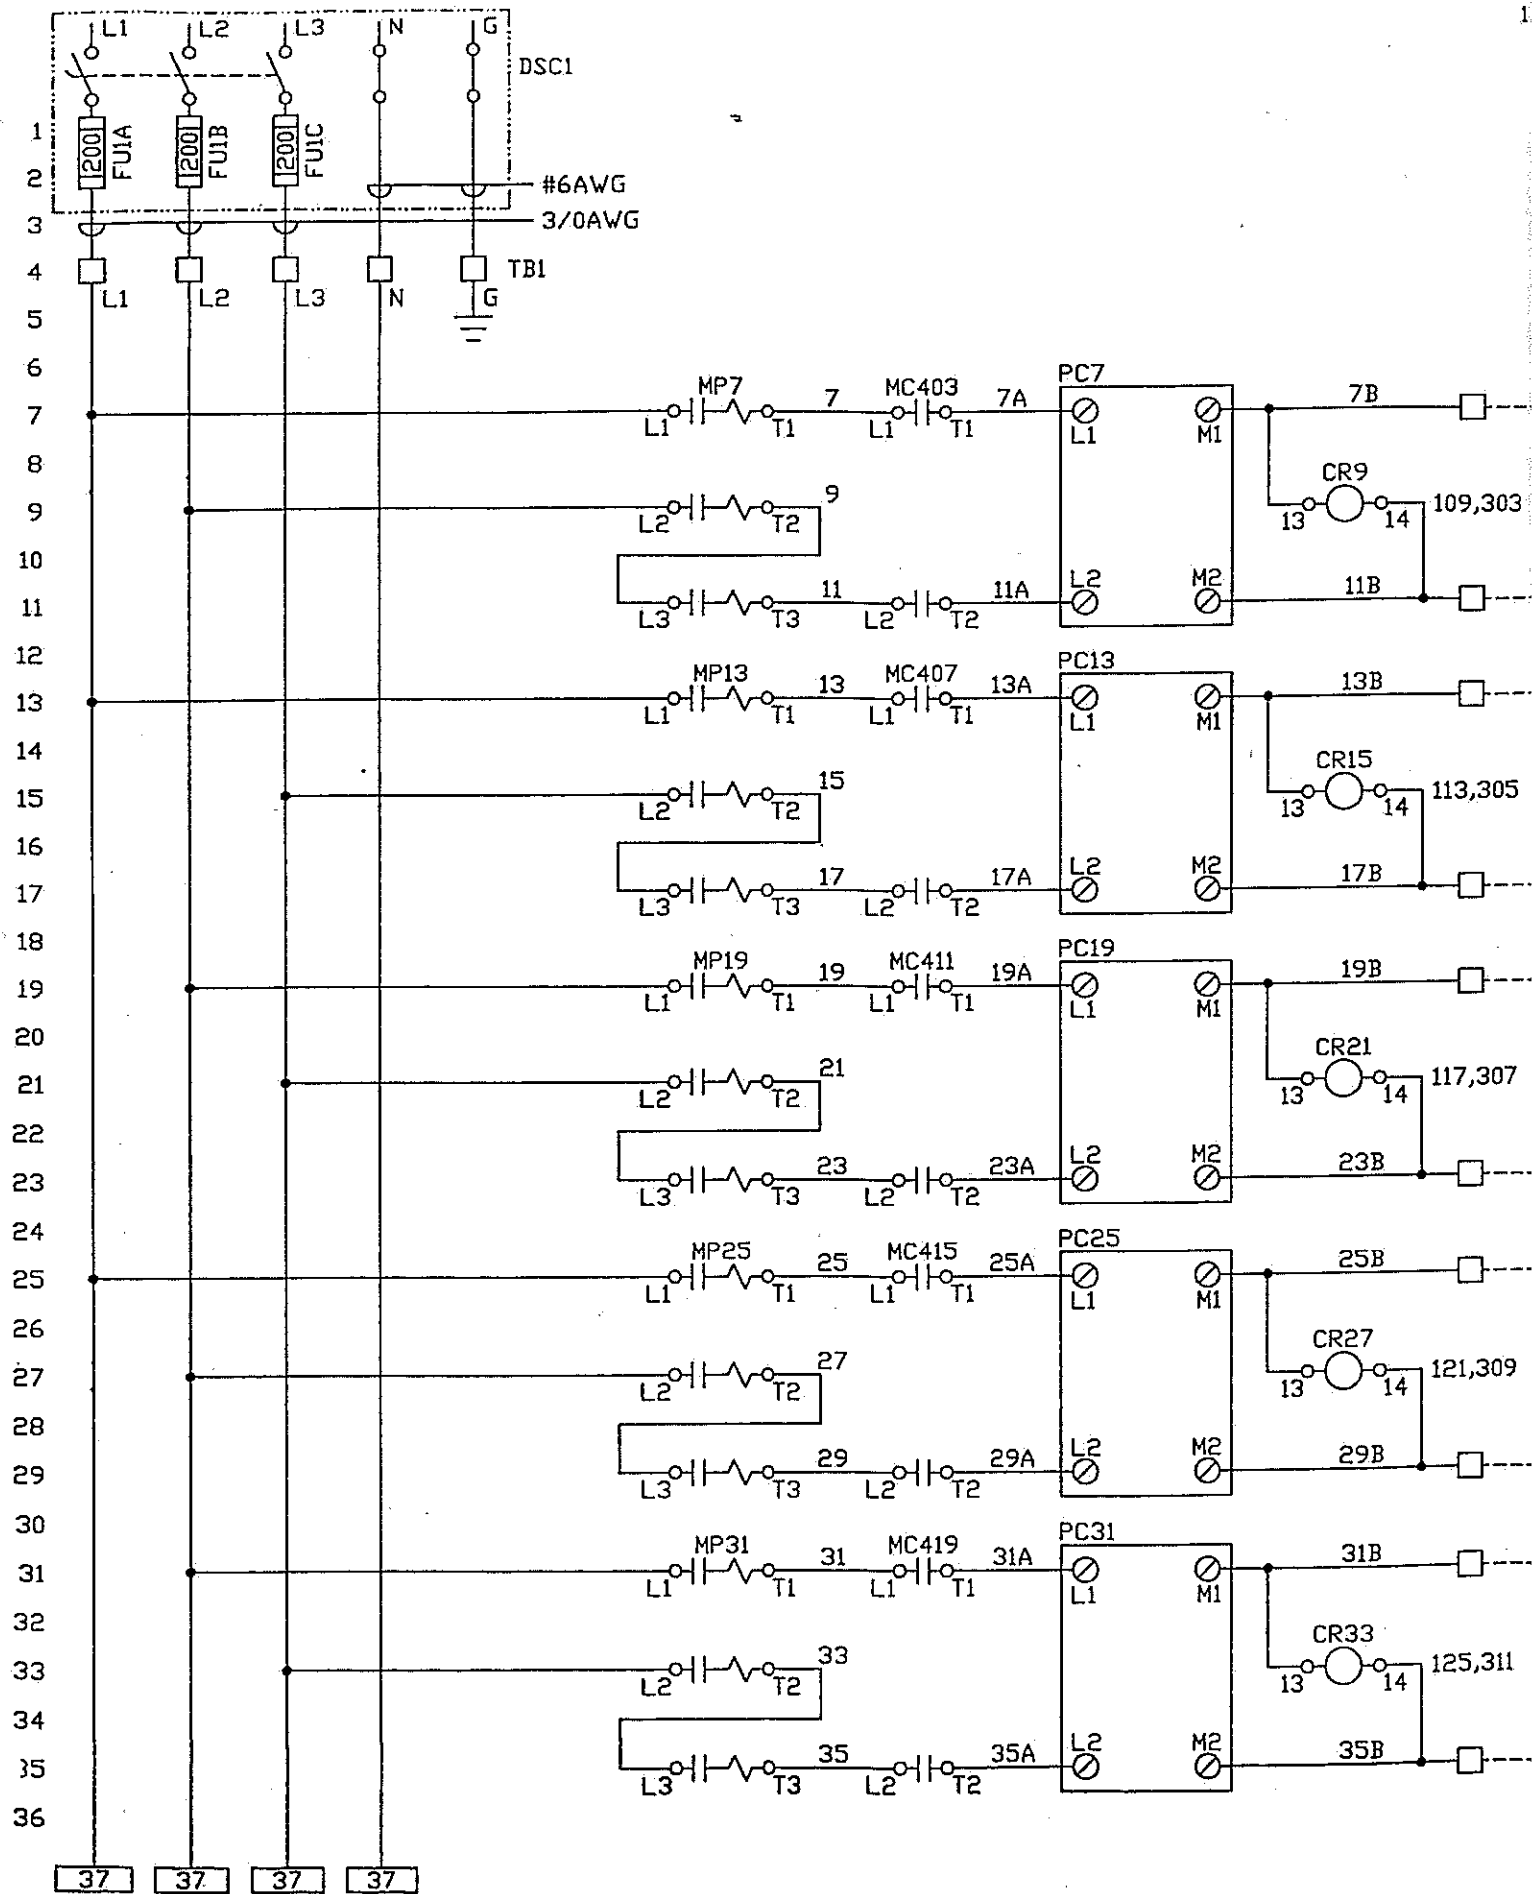 1
L1 L2 L3 N G
DSC1
1 200 FU1A 200 FU1B 200 FU1C
2 #6AWG
3 3/0AWG
4 TB1
L1 L2 L3 N G
5
6 PC7
MP7 7 MC403 7A 7B
7
L1 T1 L1 T1 L1 M1
8 CR9
9
9 13 14 109,303
L2 T2
10
L2 M2
11 11A 11B
11
L3 T3 L2 T2
12 PC13
MP13 13 MC407 13A 13B
13
L1 T1 L1 T1 L1 M1
14 CR15
15
15 13 14 113,305
L2 T2
16
L2 M2
17 17A 17B
17
L3 T3 L2 T2
18 PC19
MP19 19 MC411 19A 19B
19
L1 T1 L1 T1 L1 M1
20 CR21
21
21 13 14 117,307
L2 T2
22
L2 M2
23 23A 23B
23
L3 T3 L2 T2
24 PC25
MP25 25 MC415 25A 25B
25
L1 T1 L1 T1 L1 M1
26 CR27
27
27 13 14 121,309
L2 T2
28
L2 M2
29 29A 29B
29
L3 T3 L2 T2
30 PC31
MP31 31 MC419 31A 31B
31
L1 T1 L1 T1 L1 M1
32 CR33
33
33 13 14 125,311
L2 T2
34
L2 M2
35 35A 35B
35
L3 T3 L2 T2
36
37 37 37 37